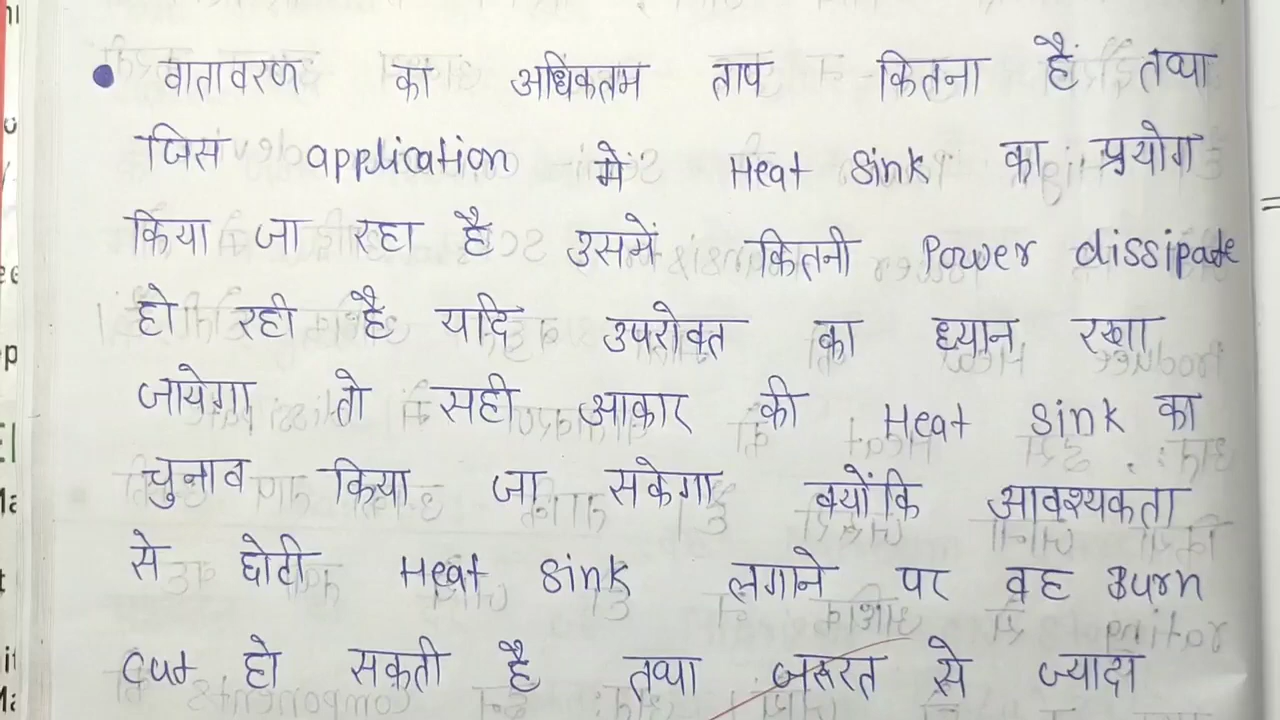 • वातावरण का अधिकतम ताप कितना हैं तथा
जिस application में Heat sink का प्रयोग
किया जा रहा है उसमें कितनी Power dissipate
हो रही है यदि उपरोक्त का ध्यान रखा
जायेगा तो सही आकार की Heat sink का
चुनाव किया जा सकेगा क्योंकि आवश्यकता
से छोटी Heat sink लगाने पर वह Burn
out हो सकती है तथा जरूरत से ज्यादा